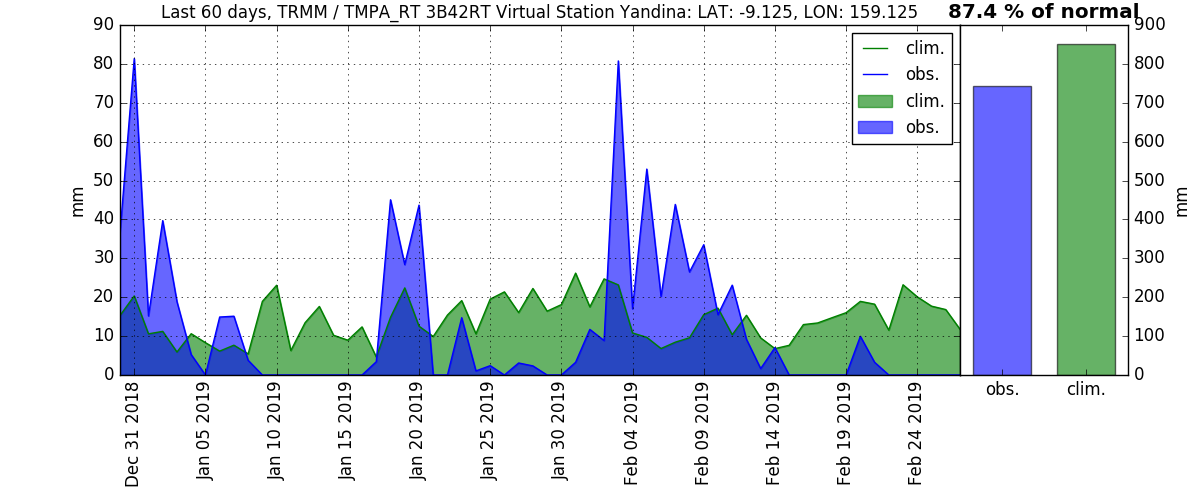 Last 60 days, TRMM / TMPA_RT 3B42RT Virtual Station Yandina: LAT: -9.125, LON: 159.125
87.4 % of normal
mm
90
80
70
60
50
40
30
20
10
0
clim.
obs.
clim.
obs.
Dec 31 2018
Jan 05 2019
Jan 10 2019
Jan 15 2019
Jan 20 2019
Jan 25 2019
Jan 30 2019
Feb 04 2019
Feb 09 2019
Feb 14 2019
Feb 19 2019
Feb 24 2019
obs.
clim.
900
800
700
600
500
400
300
200
100
0
mm